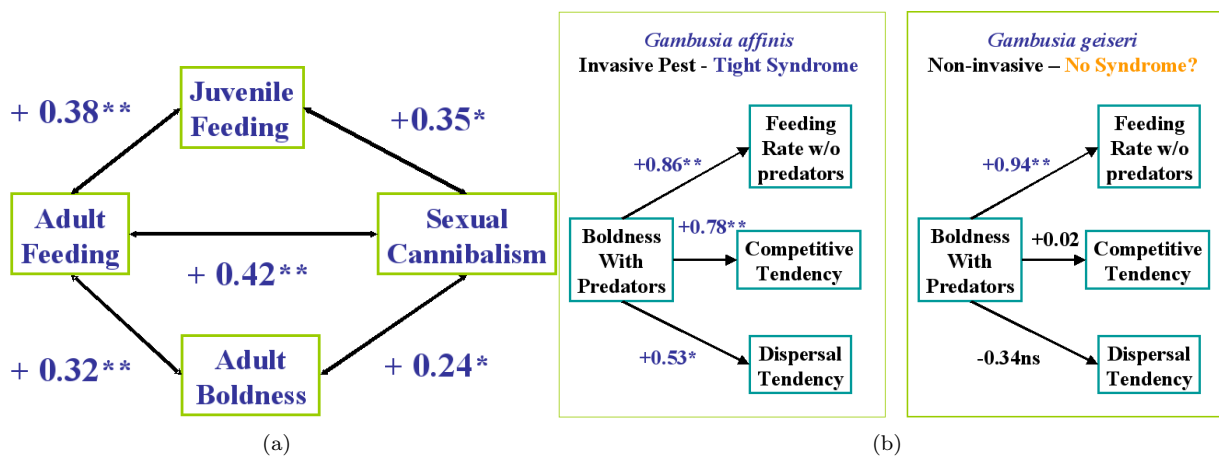 + 0.38**
Juvenile
Feeding
+0.35*
Adult
Feeding
Sexual
Cannibalism
+ 0.42**
+ 0.32**
Adult
Boldness
+ 0.24*
(a)
Gambusia affinis
Invasive Pest - Tight Syndrome
Feeding
Rate w/o
predators
+0.86**
Boldness
With
Predators
+0.78**
Competitive
Tendency
+0.53*
Dispersal
Tendency
Gambusia geiseri
Non-invasive – No Syndrome?
Feeding
Rate w/o
predators
+0.94**
Boldness
With
Predators
+0.02
Competitive
Tendency
-0.34ns
Dispersal
Tendency
(b)